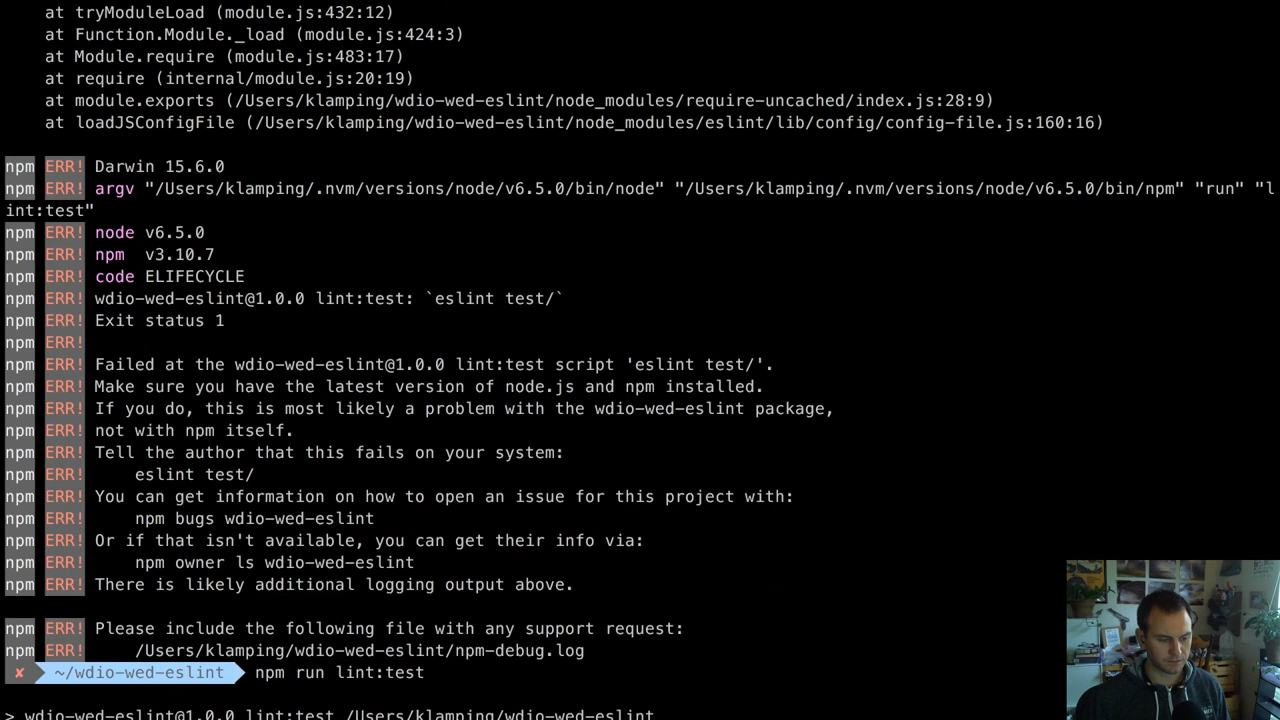 at tryModuleLoad (module.js:432:12)
at Function.Module._load (module.js:424:3)
at Module.require (module.js:483:17)
at require (internal/module.js:20:19)
at module.exports (/Users/klamping/wdio-wed-eslint/node_modules/require-uncached/index.js:28:9)
at loadJSConfigFile (/Users/klamping/wdio-wed-eslint/node_modules/eslint/lib/config/config-file.js:160:16)
npm ERR! Darwin 15.6.0
npm ERR! argv "/Users/klamping/.nvm/versions/node/v6.5.0/bin/node" "/Users/klamping/.nvm/versions/node/v6.5.0/bin/npm" "run" "l
int:test"
npm ERR! node v6.5.0
npm ERR! npm  v3.10.7
npm ERR! code ELIFECYCLE
npm ERR! wdio-wed-eslint@1.0.0 lint:test: `eslint test/`
npm ERR! Exit status 1
npm ERR!
npm ERR! Failed at the wdio-wed-eslint@1.0.0 lint:test script 'eslint test/'.
npm ERR! Make sure you have the latest version of node.js and npm installed.
npm ERR! If you do, this is most likely a problem with the wdio-wed-eslint package,
npm ERR! not with npm itself.
npm ERR! Tell the author that this fails on your system:
npm ERR!     eslint test/
npm ERR! You can get information on how to open an issue for this project with:
npm ERR!     npm bugs wdio-wed-eslint
npm ERR! Or if that isn't available, you can get their info via:
npm ERR!     npm owner ls wdio-wed-eslint
npm ERR! There is likely additional logging output above.
npm ERR! Please include the following file with any support request:
npm ERR!     /Users/klamping/wdio-wed-eslint/npm-debug.log
✘ ~/wdio-wed-eslint npm run lint:test
> wdio-wed-eslint@1.0.0 lint:test /Users/klamping/wdio-wed-eslint